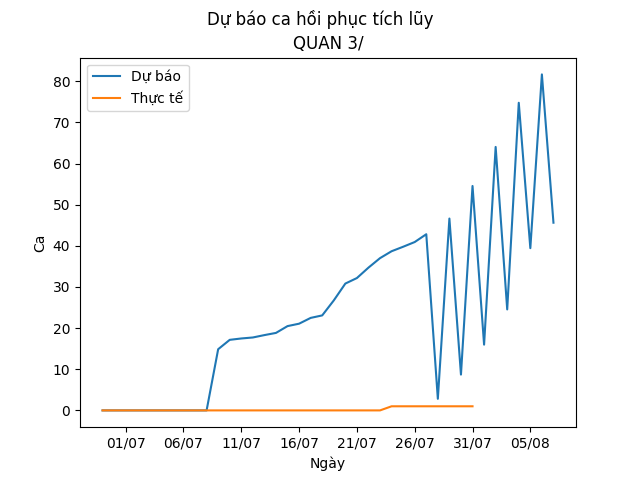 Dự báo ca hồi phục tích lũy
QUAN 3/
Dự báo
Thực tế
80
70
60
50
40
30
20
10
0
Ca
01/07 06/07 11/07 16/07 21/07 26/07 31/07 05/08
Ngày